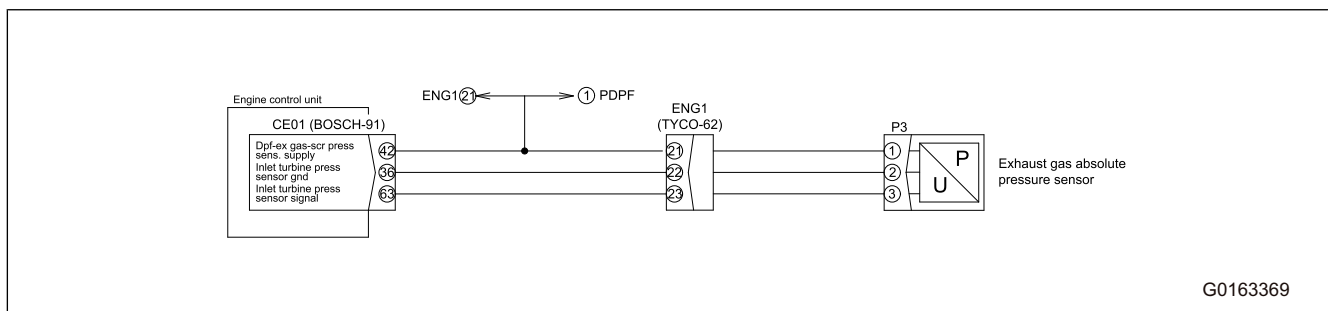 ENG1 21 1 PDPF
Engine control unit
CE01 (BOSCH-91)
ENG1
(TYCO-62)
P3
Dpf-ex gas-scr press
sens. supply
42
21
1
Inlet turbine press
sensor gnd
36
22
2
Inlet turbine press
sensor signal
63
23
3
P
U
Exhaust gas absolute
pressure sensor
G0163369